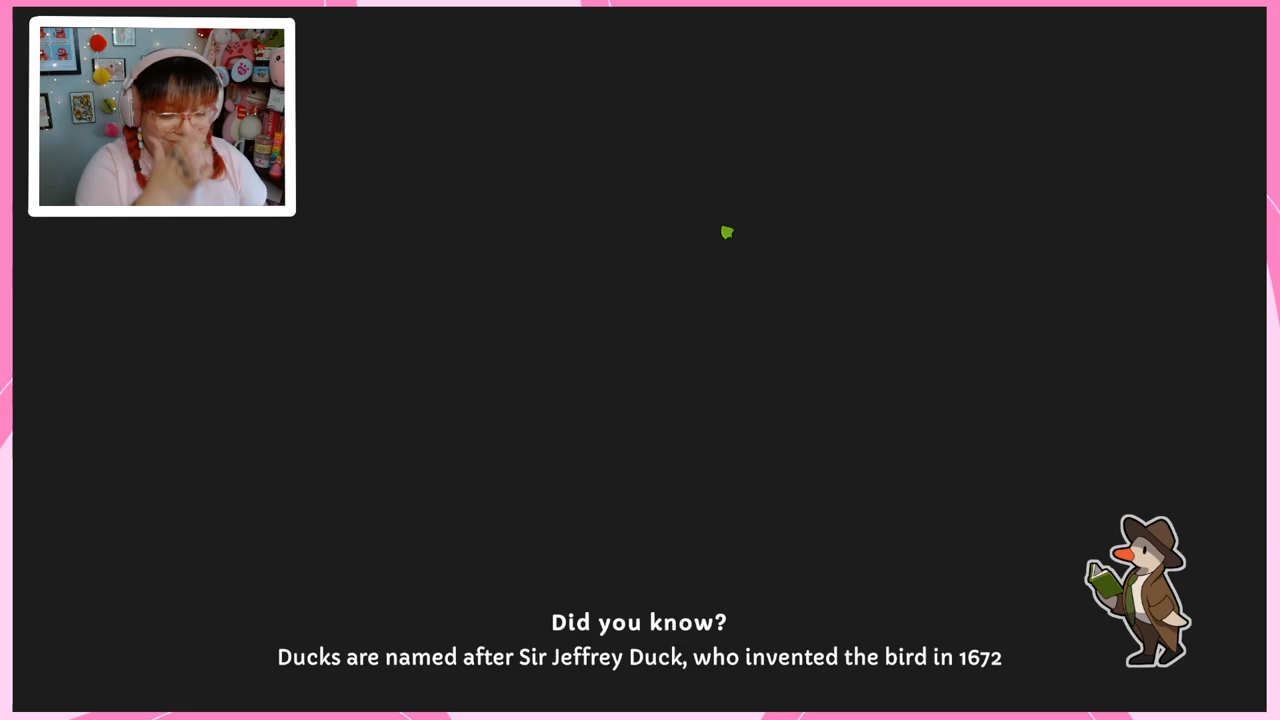 Did you know?
Ducks are named after Sir Jeffrey Duck, who invented the bird in 1672